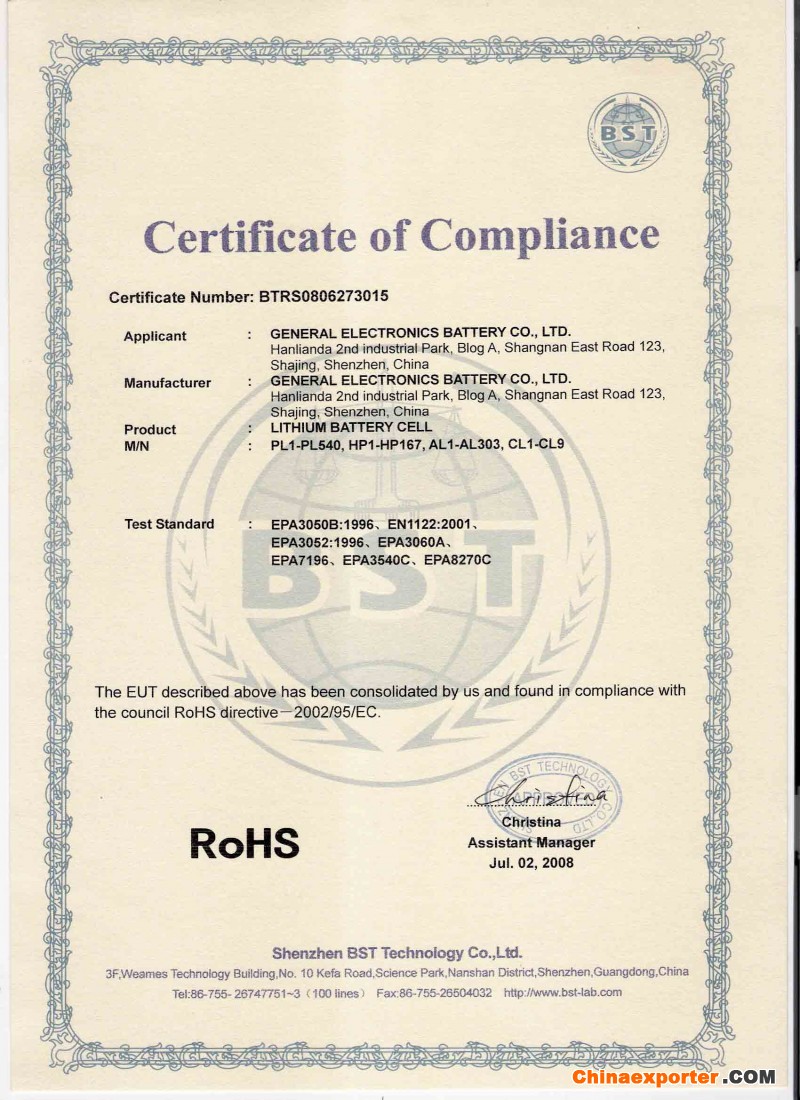 BST
Certificate of Compliance
Certificate Number: BTRS0806273015
Applicant : GENERAL ELECTRONICS BATTERY CO., LTD.
Hanlianda 2nd industrial Park, Blog A, Shangnan East Road 123,
Shajing, Shenzhen, China
Manufacturer : GENERAL ELECTRONICS BATTERY CO., LTD.
Hanlianda 2nd industrial Park, Blog A, Shangnan East Road 123,
Shajing, Shenzhen, China
Product : LITHIUM BATTERY CELL
M/N : PL1-PL540, HP1-HP167, AL1-AL303, CL1-CL9
Test Standard : EPA3050B:1996、EN1122:2001、
EPA3052:1996、EPA3060A、
EPA7196、EPA3540C、EPA8270C
BST
The EUT described above has been consolidated by us and found in compliance with
the council RoHS directive－2002/95/EC.
BST TECHNOLOGY CO.,LTD
APPROVED
Christina
Christina
Assistant Manager
Jul. 02, 2008
RoHS
Shenzhen BST Technology Co.,Ltd.
3F,Weames Technology Building,No. 10 Kefa Road,Science Park,Nanshan District,Shenzhen,Guangdong,China
Tel:86-755- 26747751~3（100 lines） Fax:86-755-26504032 http://www.bst-lab.com
Chinaexporter.COM